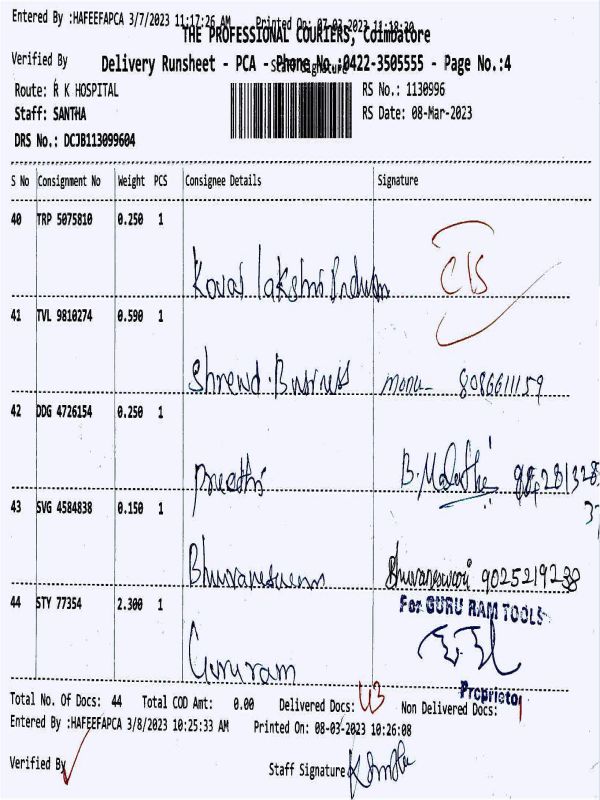 Entered By :HAFEEFAPCA 3/7/2023 11:17:26 AM Printed On: 07-03-2023 11:18:20
THE PROFESSIONAL COURIERS, Coimbatore
Verified By Staff Signature
Delivery Runsheet - PCA - Phone No.:0422-3505555 - Page No.:4
Route: R K HOSPITAL RS No.: 1130996
Staff: SANTHA RS Date: 08-Mar-2023
DRS No.: DCJB113099604
S No Consignment No Weight PCS Consignee Details Signature
40 TRP 5075810 0.250 1
Kovai lakshmi
41 TVL 9810274 0.590 1
Shrewd. Business monu- 8086611159
42 DDG 4726154 0.250 1
Preethi B. Malathi
43 SVG 4584838 0.150 1
Bhuvaneswari Bhuvaneswari 9025219238
44 STY 77354 2.300 1 For GURU RAM TOOLS
Gururam
Proprietor
Total No. Of Docs: 44 Total COD Amt: 0.00 Delivered Docs: 43 Non Delivered Docs: 1
Entered By :HAFEEFAPCA 3/8/2023 10:25:33 AM Printed On: 08-03-2023 10:26:08
Verified By Staff Signature